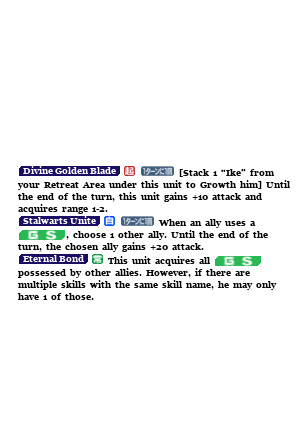 Divine Golden Blade 起 1ターンに1回 [Stack 1 "Ike" from
your Retreat Area under this unit to Growth him] Until
the end of the turn, this unit gains +10 attack and
acquires range 1-2.
Stalwarts Unite 自 1ターンに1回 When an ally uses a
G S, choose 1 other ally. Until the end of the
turn, the chosen ally gains +20 attack.
Eternal Bond 常 This unit acquires all G S
possessed by other allies. However, if there are
multiple skills with the same skill name, he may only
have 1 of those.